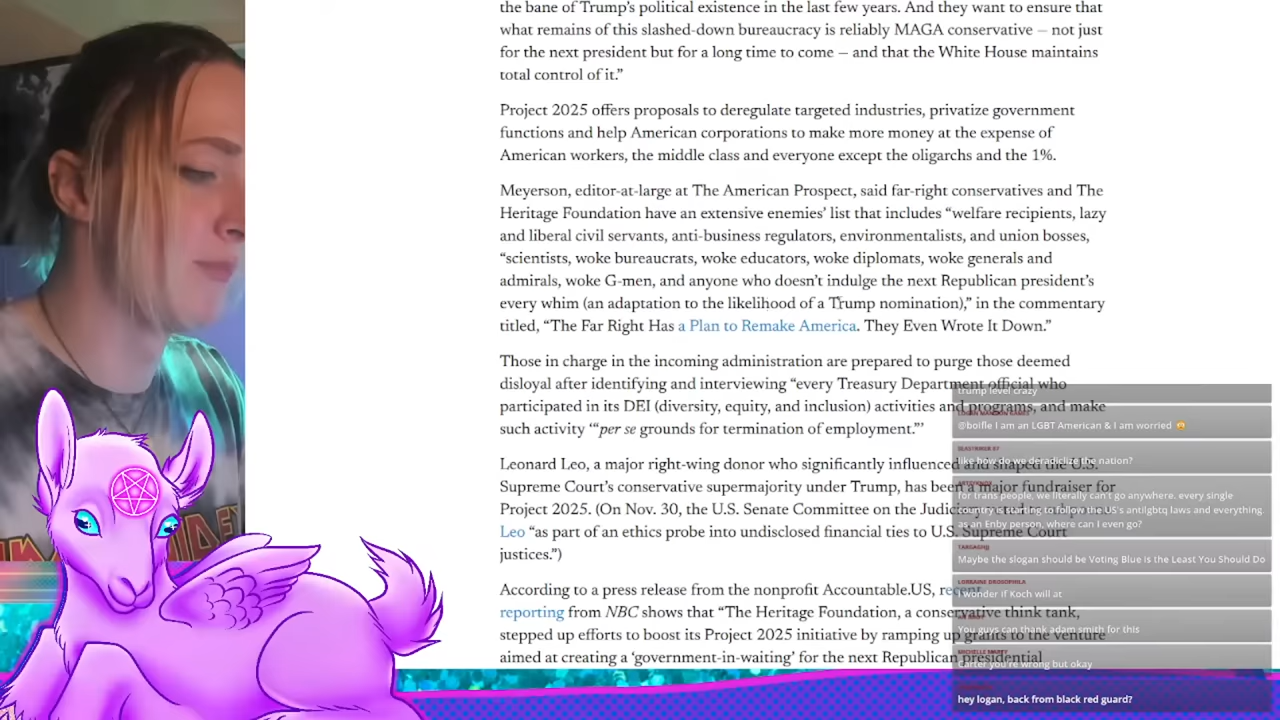 the bane of Trump's political existence in the last few years. And they want to ensure that
what remains of this slashed-down bureaucracy is reliably MAGA conservative — not just
for the next president but for a long time to come — and that the White House maintains
total control of it."
Project 2025 offers proposals to deregulate targeted industries, privatize government
functions and help American corporations to make more money at the expense of
American workers, the middle class and everyone except the oligarchs and the 1%.
Meyerson, editor-at-large at The American Prospect, said far-right conservatives and The
Heritage Foundation have an extensive enemies' list that includes "welfare recipients, lazy
and liberal civil servants, anti-business regulators, environmentalists, and union bosses,
"scientists, woke bureaucrats, woke educators, woke diplomats, woke generals and
admirals, woke G-men, and anyone who doesn't indulge the next Republican president's
every whim (an adaptation to the likelihood of a Trump nomination)," in the commentary
titled, "The Far Right Has a Plan to Remake America. They Even Wrote It Down."
Those in charge in the incoming administration are prepared to purge those deemed
disloyal after identifying and interviewing "every Treasury Department official who
participated in its DEI (diversity, equity, and inclusion) activities and programs, and make
such activity '"per se grounds for termination of employment."'
Leonard Leo, a major right-wing donor who significantly influenced and shaped the U.S.
Supreme Court's conservative supermajority under Trump, has been a major fundraiser for
Project 2025. (On Nov. 30, the U.S. Senate Committee on the
Leo "as part of an ethics probe into undisclosed financial ties to U.S. Supreme Court
justices.")
According to a press release from the nonprofit Accountable.US, recent
reporting from NBC shows that "The Heritage Foundation, a conservative think tank,
stepped up efforts to boost its Project 2025 initiative by ramping up grants to the venture
aimed at creating a 'government-in-waiting' for the next Republican presidential
trump level crazy
@boifle I am an LGBT American & I am worried
like how do we deradiclize the nation?
for trans people, we literally can't go anywhere. every single
country is starting to follow the US's antilgbtq laws and everything.
as an Enby person, where can I even go?
Maybe the slogan should be Voting Blue is the Least You Should Do
LORRAINE DROSOPHILA
I wonder if Koch will at
You guys can thank adam smith for this
Carter you're wrong but okay
hey logan, back from black red guard?